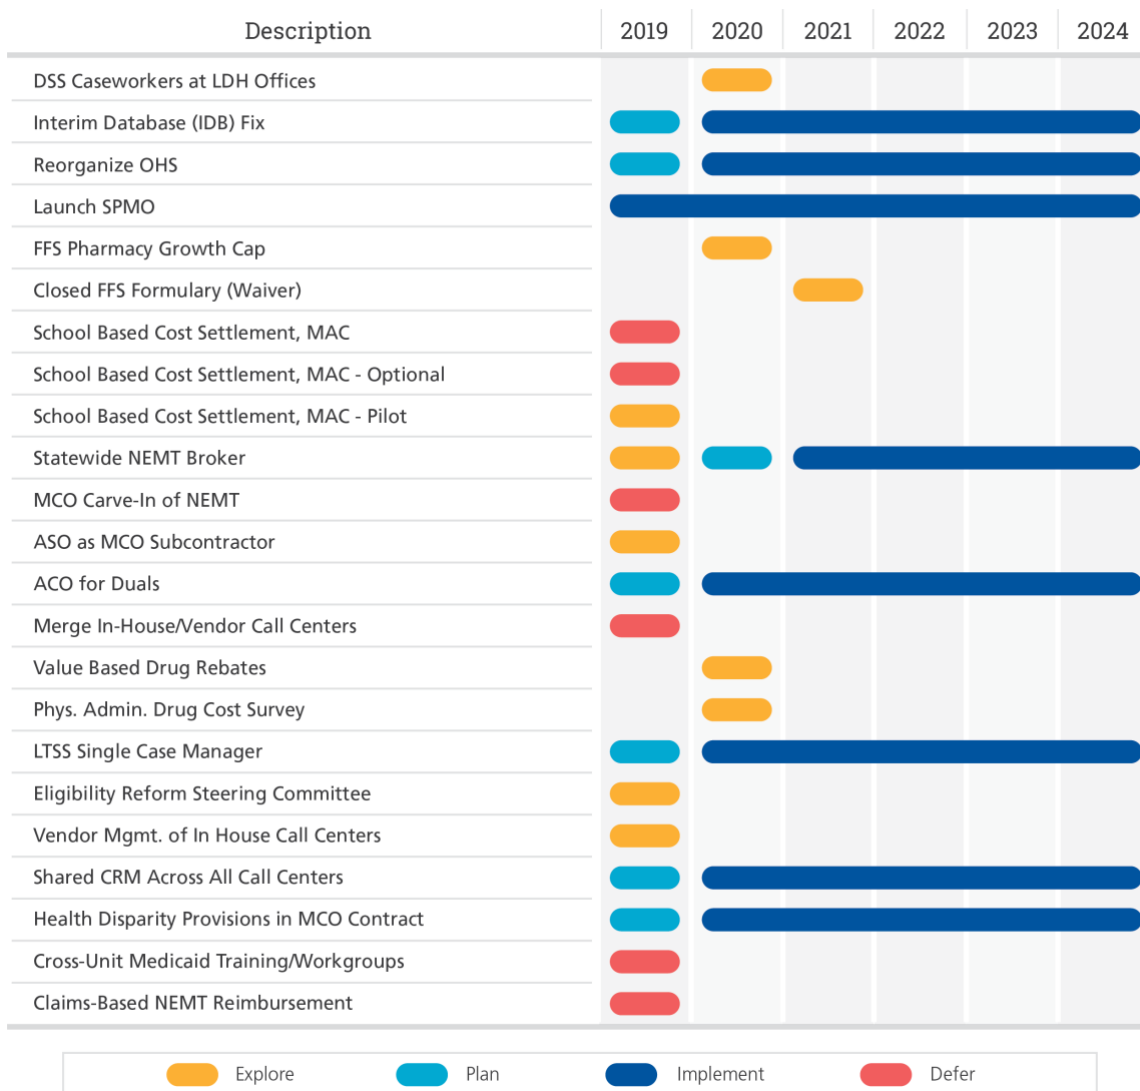 Description 2019 2020 2021 2022 2023 2024
DSS Caseworkers at LDH Offices
Interim Database (IDB) Fix
Reorganize OHS
Launch SPMO
FFS Pharmacy Growth Cap
Closed FFS Formulary (Waiver)
School Based Cost Settlement, MAC
School Based Cost Settlement, MAC - Optional
School Based Cost Settlement, MAC - Pilot
Statewide NEMT Broker
MCO Carve-In of NEMT
ASO as MCO Subcontractor
ACO for Duals
Merge In-House/Vendor Call Centers
Value Based Drug Rebates
Phys. Admin. Drug Cost Survey
LTSS Single Case Manager
Eligibility Reform Steering Committee
Vendor Mgmt. of In House Call Centers
Shared CRM Across All Call Centers
Health Disparity Provisions in MCO Contract
Cross-Unit Medicaid Training/Workgroups
Claims-Based NEMT Reimbursement
Explore Plan Implement Defer